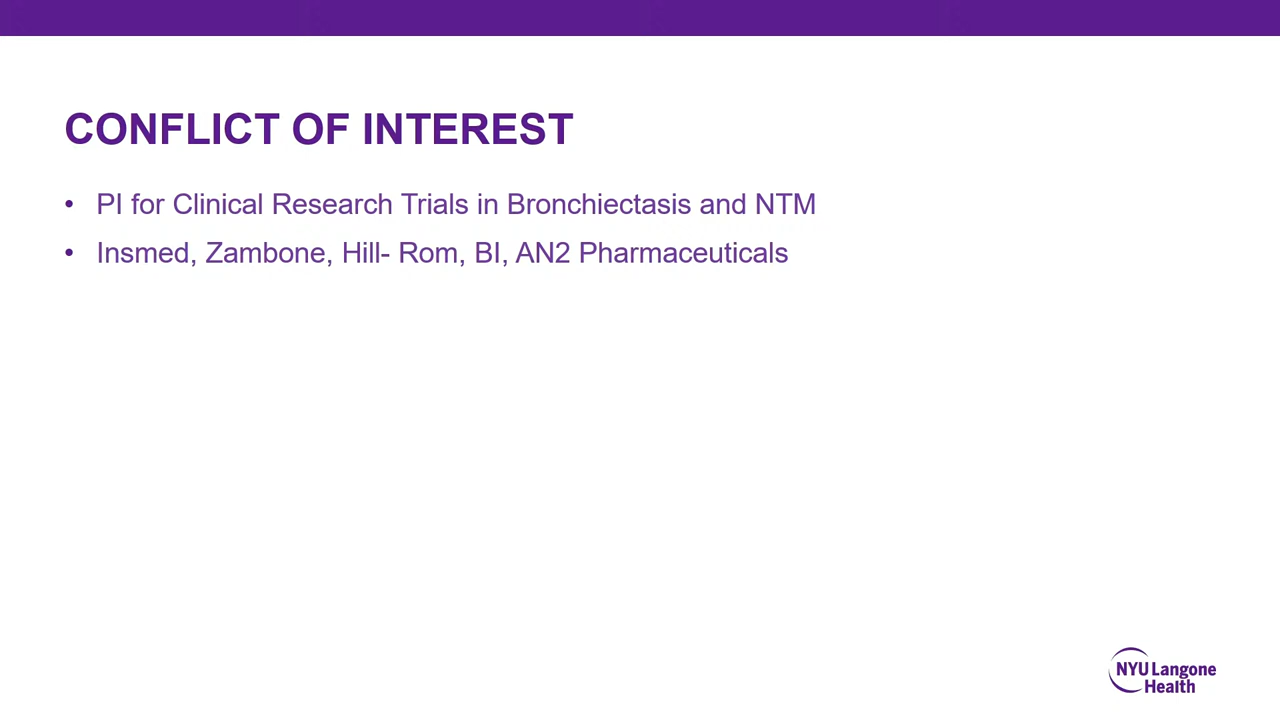 CONFLICT OF INTEREST
• PI for Clinical Research Trials in Bronchiectasis and NTM
• Insmed, Zambone, Hill- Rom, BI, AN2 Pharmaceuticals
NYU Langone
Health